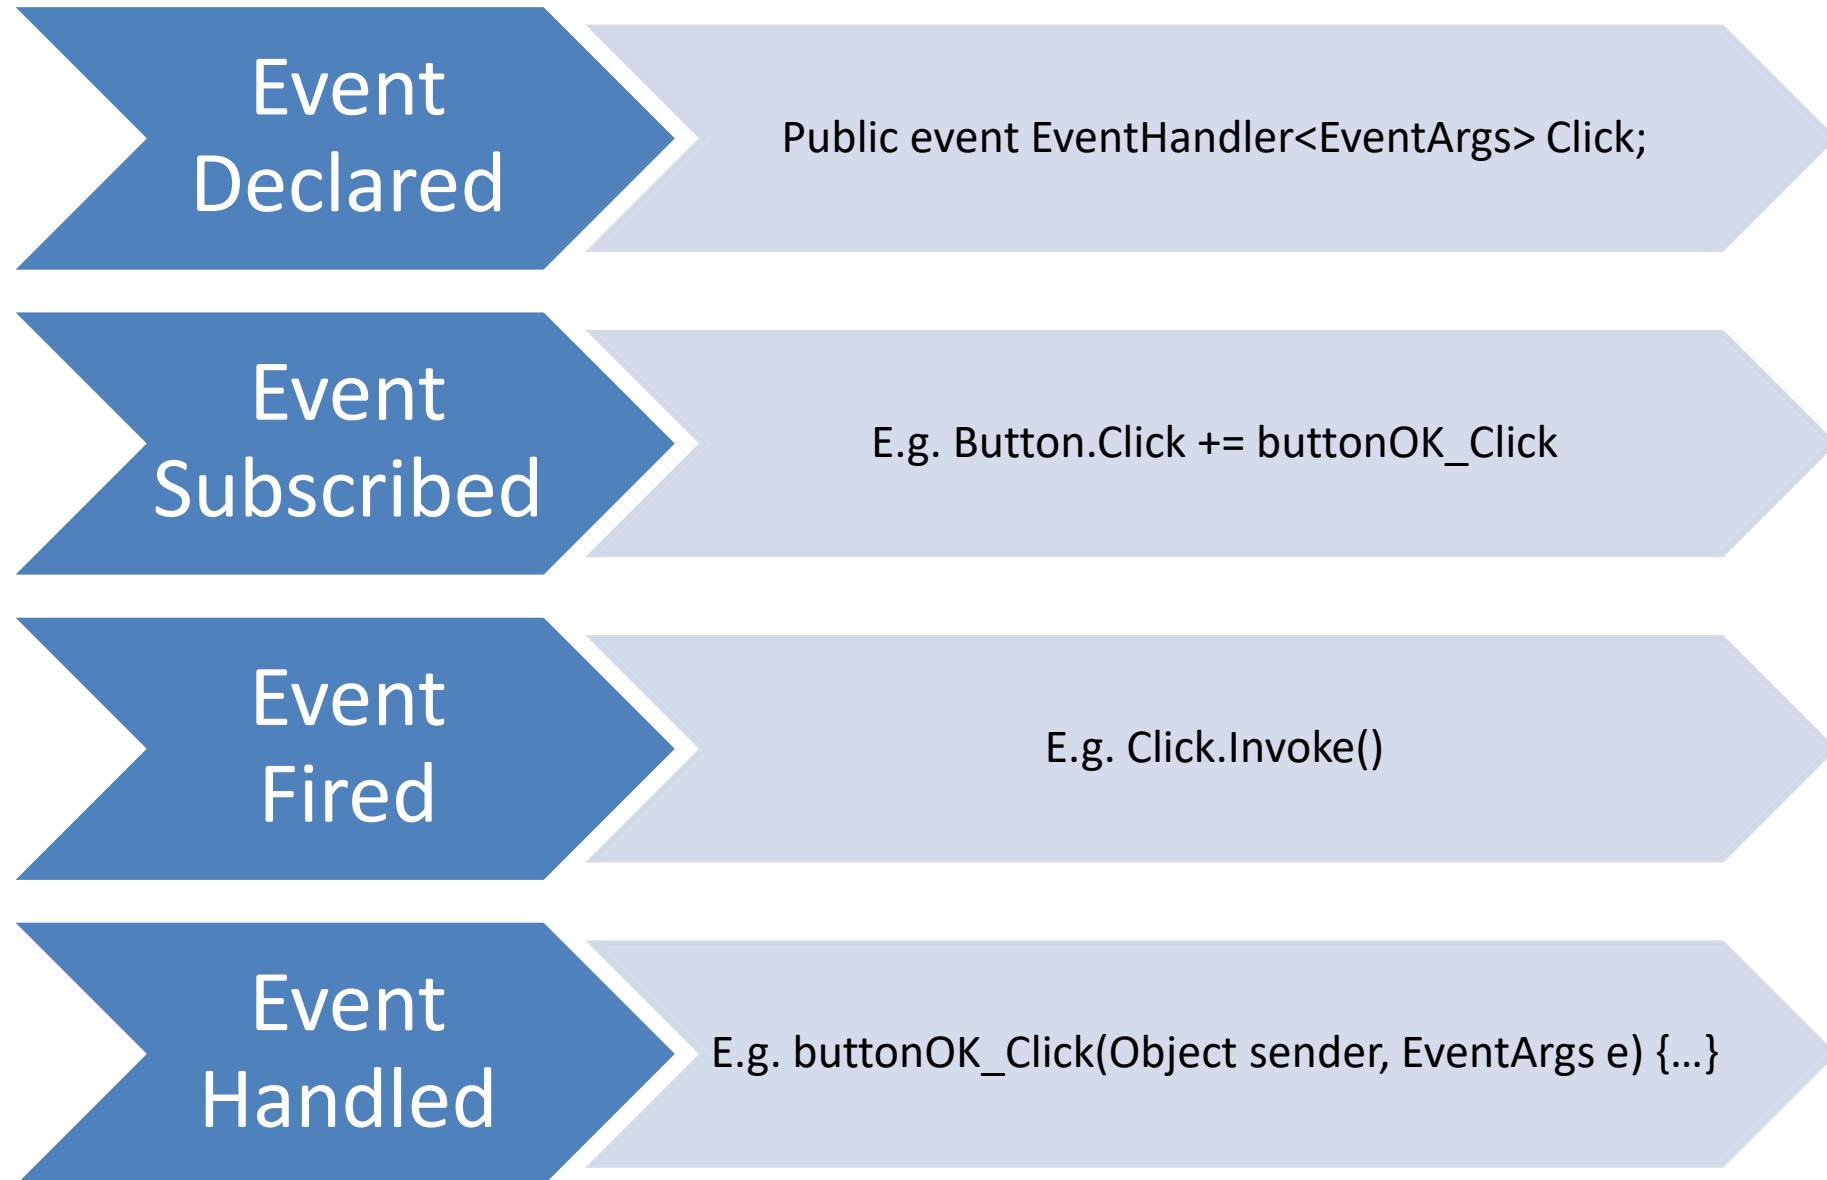 Event
Declared
Public event EventHandler<EventArgs> Click;
Event
Subscribed
E.g. Button.Click += buttonOK_Click
Event
Fired
E.g. Click.Invoke()
Event
Handled
E.g. buttonOK_Click(Object sender, EventArgs e) {…}